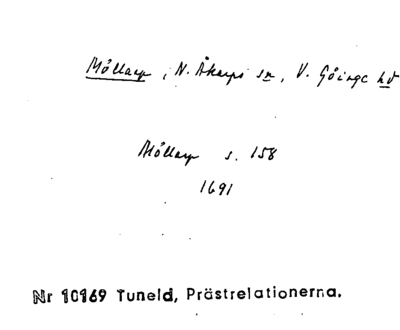 Möllarp, N. Åkarps sn, V. Göinge hd
Möllarp s. 158
1691
Nr 10169 Tuneld, Prästrelationerna.